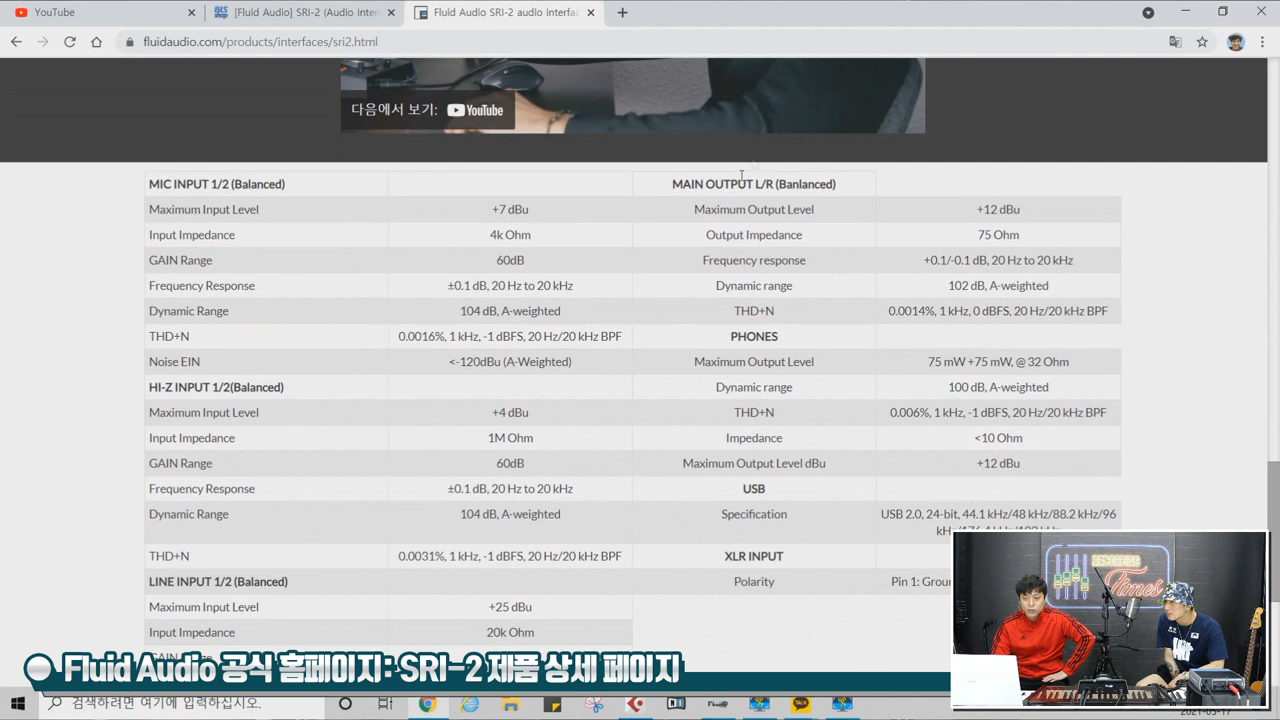 YouTube
[Fluid Audio] SRI-2 (Audio Inter
Fluid Audio SRI-2 audio interfac
fluidaudio.com/products/interfaces/sri2.html
다음에서 보기: YouTube
MIC INPUT 1/2 (Balanced) MAIN OUTPUT L/R (Banlanced)
Maximum Input Level +7 dBu Maximum Output Level +12 dBu
Input Impedance 4k Ohm Output Impedance 75 Ohm
GAIN Range 60dB Frequency response +0.1/-0.1 dB, 20 Hz to 20 kHz
Frequency Response ±0.1 dB, 20 Hz to 20 kHz Dynamic range 102 dB, A-weighted
Dynamic Range 104 dB, A-weighted THD+N 0.0014%, 1 kHz, 0 dBFS, 20 Hz/20 kHz BPF
THD+N 0.0016%, 1 kHz, -1 dBFS, 20 Hz/20 kHz BPF PHONES
Noise EIN <-120dBu (A-Weighted) Maximum Output Level 75 mW +75 mW, @ 32 Ohm
HI-Z INPUT 1/2(Balanced) Dynamic range 100 dB, A-weighted
Maximum Input Level +4 dBu THD+N 0.006%, 1 kHz, -1 dBFS, 20 Hz/20 kHz BPF
Input Impedance 1M Ohm Impedance <10 Ohm
GAIN Range 60dB Maximum Output Level dBu +12 dBu
Frequency Response ±0.1 dB, 20 Hz to 20 kHz USB
Dynamic Range 104 dB, A-weighted Specification USB 2.0, 24-bit, 44.1 kHz/48 kHz/88.2 kHz/96
THD+N 0.0031%, 1 kHz, -1 dBFS, 20 Hz/20 kHz BPF XLR INPUT
LINE INPUT 1/2 (Balanced) Polarity Pin 1: Groun
Maximum Input Level +25 dBu
Input Impedance 20k Ohm
RECORDING
Times
Fluid Audio 공식 홈페이지: SRI-2 제품 상세 페이지
검색하려면 여기에 입력하십시오.